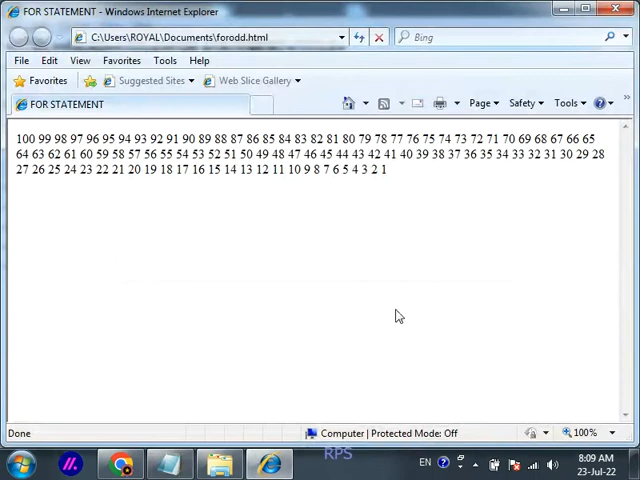 FOR STATEMENT - Windows Internet Explorer
C:\Users\ROYAL\Documents\forodd.html
Bing
File Edit View Favorites Tools Help
Favorites Suggested Sites Web Slice Gallery
FOR STATEMENT
Page Safety Tools
100 99 98 97 96 95 94 93 92 91 90 89 88 87 86 85 84 83 82 81 80 79 78 77 76 75 74 73 72 71 70 69 68 67 66 65
64 63 62 61 60 59 58 57 56 55 54 53 52 51 50 49 48 47 46 45 44 43 42 41 40 39 38 37 36 35 34 33 32 31 30 29 28
27 26 25 24 23 22 21 20 19 18 17 16 15 14 13 12 11 10 9 8 7 6 5 4 3 2 1
Done
Computer | Protected Mode: Off
100%
RPS
EN
8:09 AM
23-Jul-22